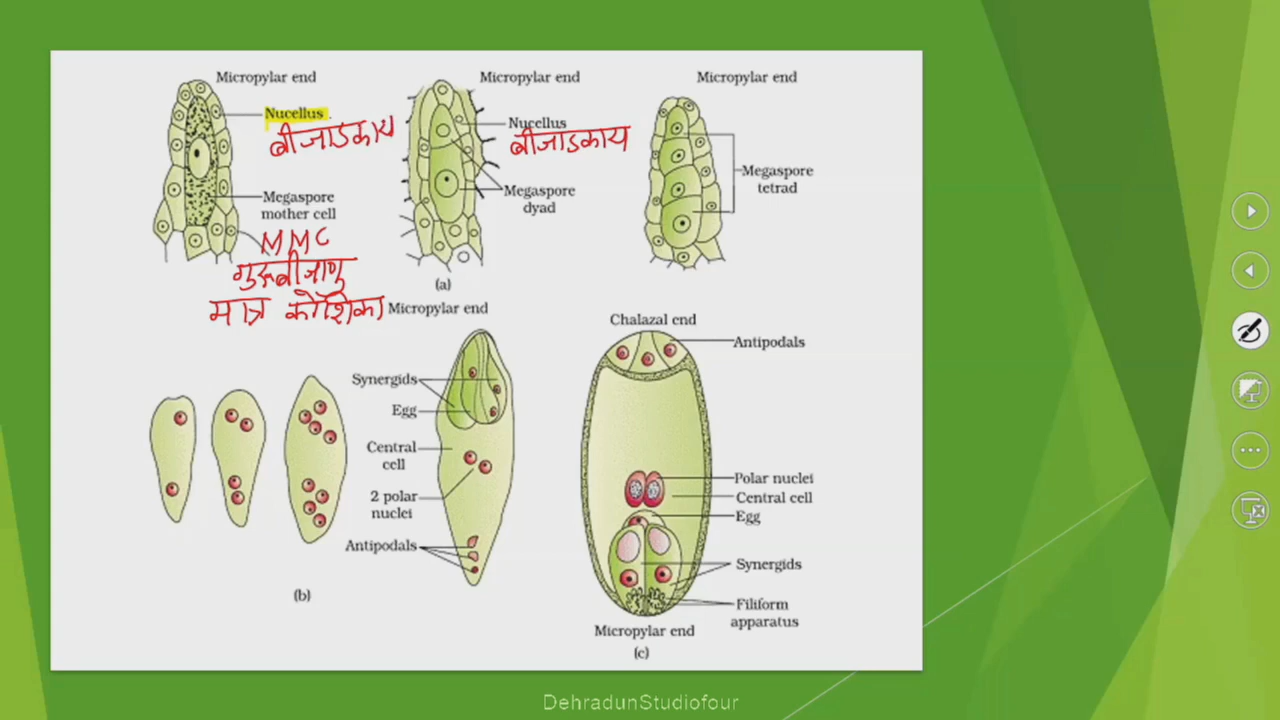 Micropylar end
Micropylar end
Micropylar end
Nucellus
बीजाडकाय
Nucellus
बीजाडकाय
Megaspore
mother cell
Megaspore
dyad
Megaspore
tetrad
MMC
गुरुबीजाणु
मात्र कोशिका
(a)
Micropylar end
Synergids
Egg
Central
cell
2 polar
nuclei
Antipodals
(b)
Chalazal end
Antipodals
Polar nuclei
Central cell
Egg
Synergids
Filiform
apparatus
Micropylar end
(c)
DehradunStudiofour